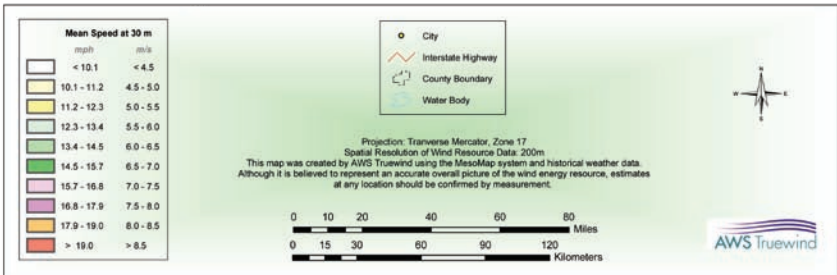 Mean Speed at 30 m
mph m/s
< 10.1 < 4.5
10.1 - 11.2 4.5 - 5.0
11.2 - 12.3 5.0 - 5.5
12.3 - 13.4 5.5 - 6.0
13.4 - 14.5 6.0 - 6.5
14.5 - 15.7 6.5 - 7.0
15.7 - 16.8 7.0 - 7.5
16.8 - 17.9 7.5 - 8.0
17.9 - 19.0 8.0 - 8.5
> 19.0 > 8.5
City
Interstate Highway
County Boundary
Water Body
N
W E
S
Projection: Tranverse Mercator, Zone 17
Spatial Resolution of Wind Resource Data: 200m
This map was created by AWS Truewind using the MesoMap system and historical weather data.
Although it is believed to represent an accurate overall picture of the wind energy resource, estimates
at any location should be confirmed by measurement.
0 10 20 40 60 80
Miles
0 15 30 60 90 120
Kilometers
AWS Truewind